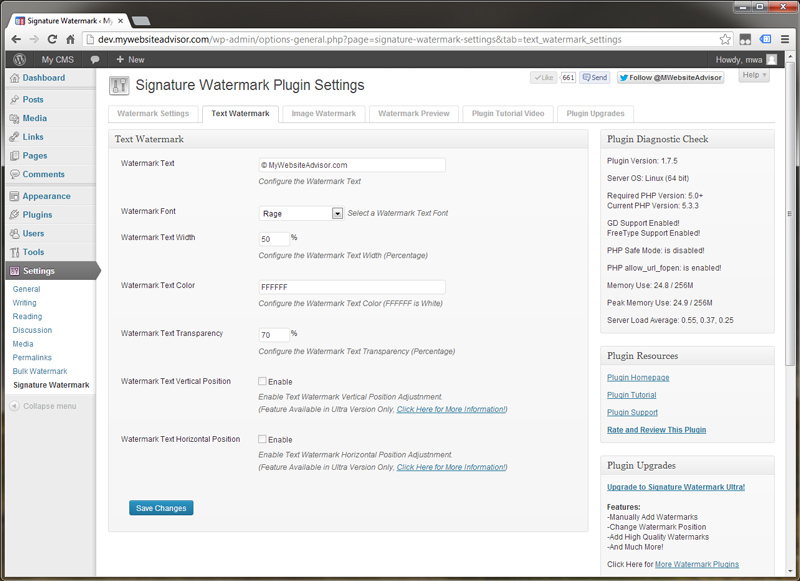 Signature Watermark ‹ My
dev.mywebsiteadvisor.com/wp-admin/options-general.php?page=signature-watermark-settings&tab=text_watermark_settings
My CMS
+ New
Howdy, mwa
Dashboard
Posts
Media
Links
Pages
Comments
Appearance
Plugins
Users
Tools
Settings
General
Writing
Reading
Discussion
Media
Permalinks
Bulk Watermark
Signature Watermark
Collapse menu
Signature Watermark Plugin Settings
Like
661
Send
Follow @MWebsiteAdvisor
Help
Watermark Settings
Text Watermark
Image Watermark
Watermark Preview
Plugin Tutorial Video
Plugin Upgrades
Text Watermark
Watermark Text
© MyWebsiteAdvisor.com
Configure the Watermark Text
Watermark Font
Rage
Select a Watermark Text Font
Watermark Text Width
50 %
Configure the Watermark Text Width (Percentage)
Watermark Text Color
FFFFFF
Configure the Watermark Text Color (FFFFFF is White)
Watermark Text Transparency
70 %
Configure the Watermark Text Transparency (Percentage)
Watermark Text Vertical Position
Enable
Enable Text Watermark Vertical Position Adjustment.
(Feature Available in Ultra Version Only, Click Here for More Information!)
Watermark Text Horizontal Position
Enable
Enable Text Watermark Horizontal Position Adjustment.
(Feature Available in Ultra Version Only, Click Here for More Information!)
Save Changes
Plugin Diagnostic Check
Plugin Version: 1.7.5
Server OS: Linux (64 bit)
Required PHP Version: 5.0+
Current PHP Version: 5.3.3
GD Support Enabled!
FreeType Support Enabled!
PHP Safe Mode: is disabled!
PHP allow_url_fopen: is enabled!
Memory Use: 24.8 / 256M
Peak Memory Use: 24.9 / 256M
Server Load Average: 0.55, 0.37, 0.25
Plugin Resources
Plugin Homepage
Plugin Tutorial
Plugin Support
Rate and Review This Plugin
Plugin Upgrades
Upgrade to Signature Watermark Ultra!
Features:
-Manually Add Watermarks
-Change Watermark Position
-Add High Quality Watermarks
-And Much More!
Click Here for More Watermark Plugins